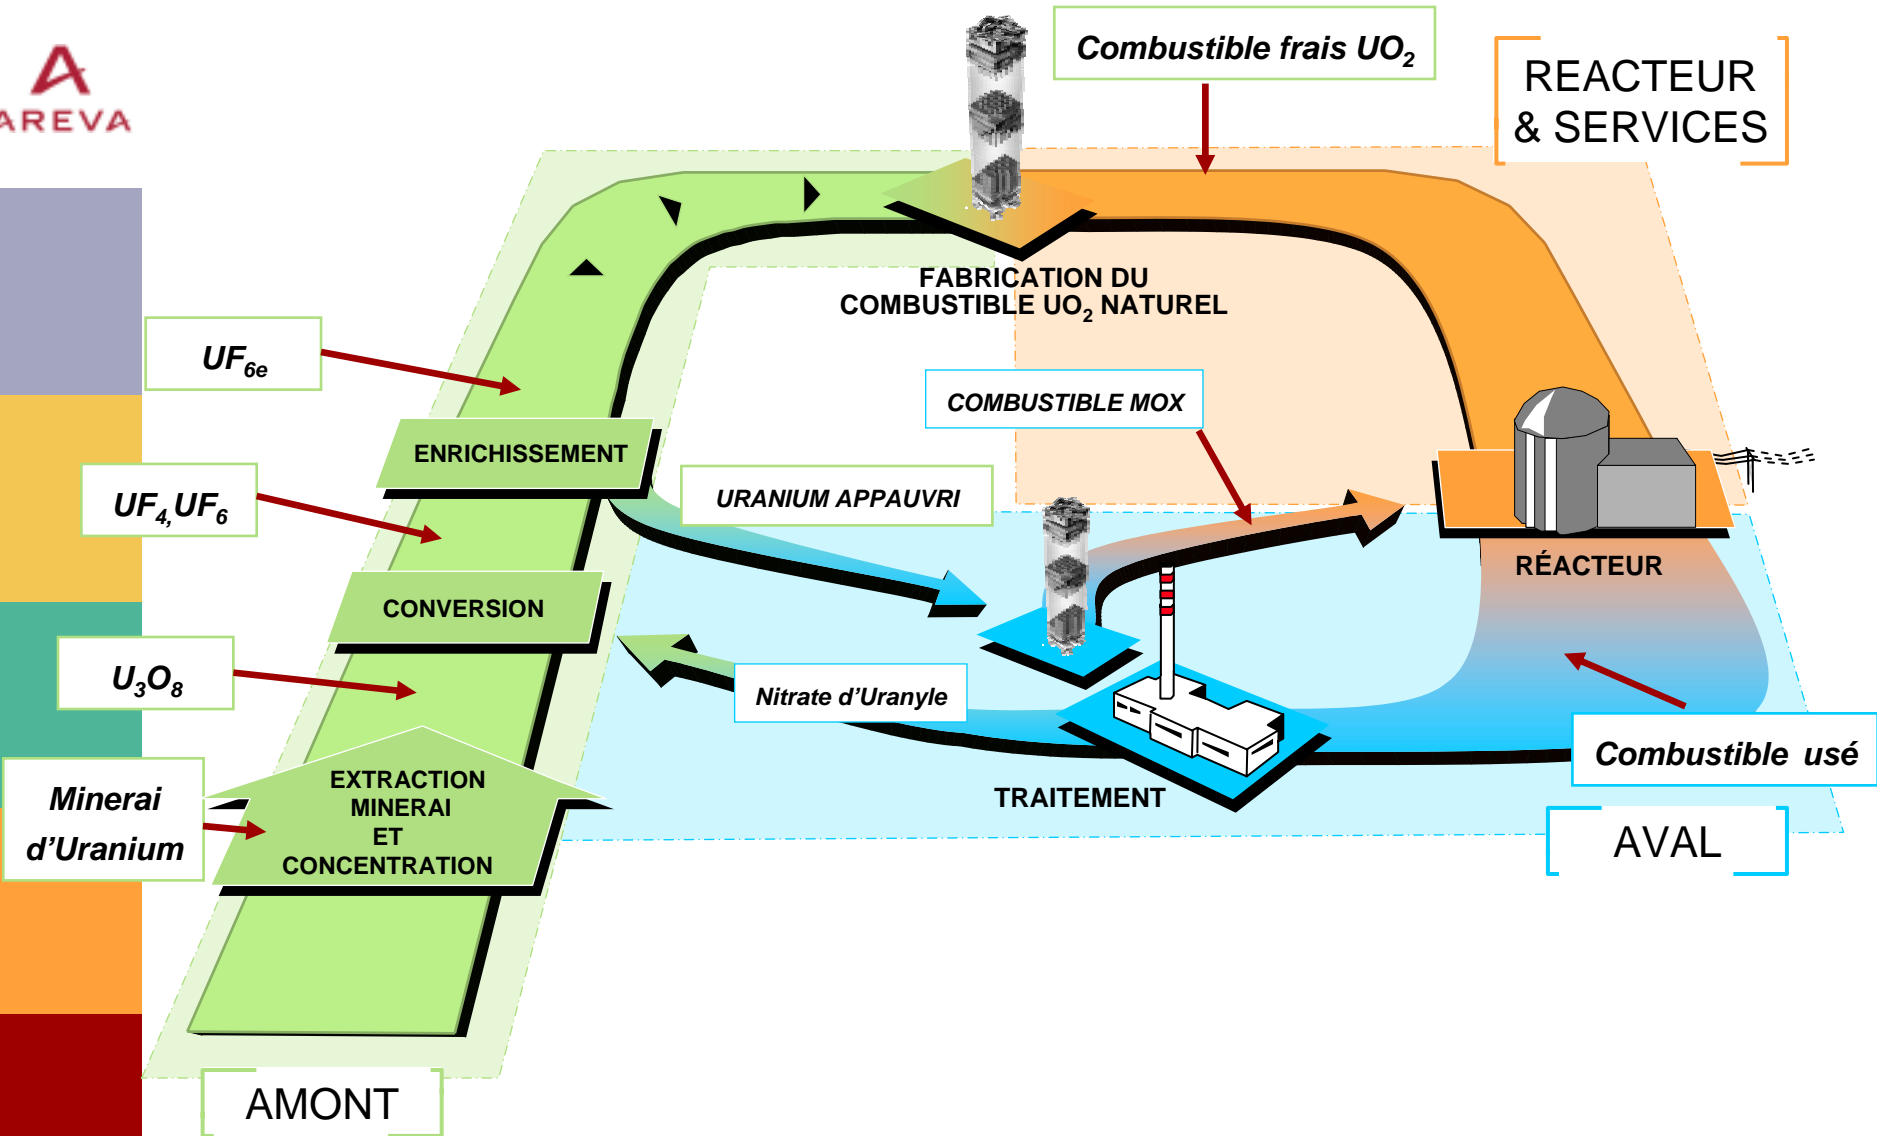 AREVA
Combustible frais UO₂
REACTEUR
& SERVICES
FABRICATION DU
COMBUSTIBLE UO₂ NATUREL
UF₆ₑ
COMBUSTIBLE MOX
ENRICHISSEMENT
URANIUM APPAUVRI
UF₄,UF₆
RÉACTEUR
CONVERSION
U₃O₈
Nitrate d'Uranyle
Combustible usé
Minerai
d'Uranium
EXTRACTION
MINERAI
ET
CONCENTRATION
TRAITEMENT
AVAL
AMONT